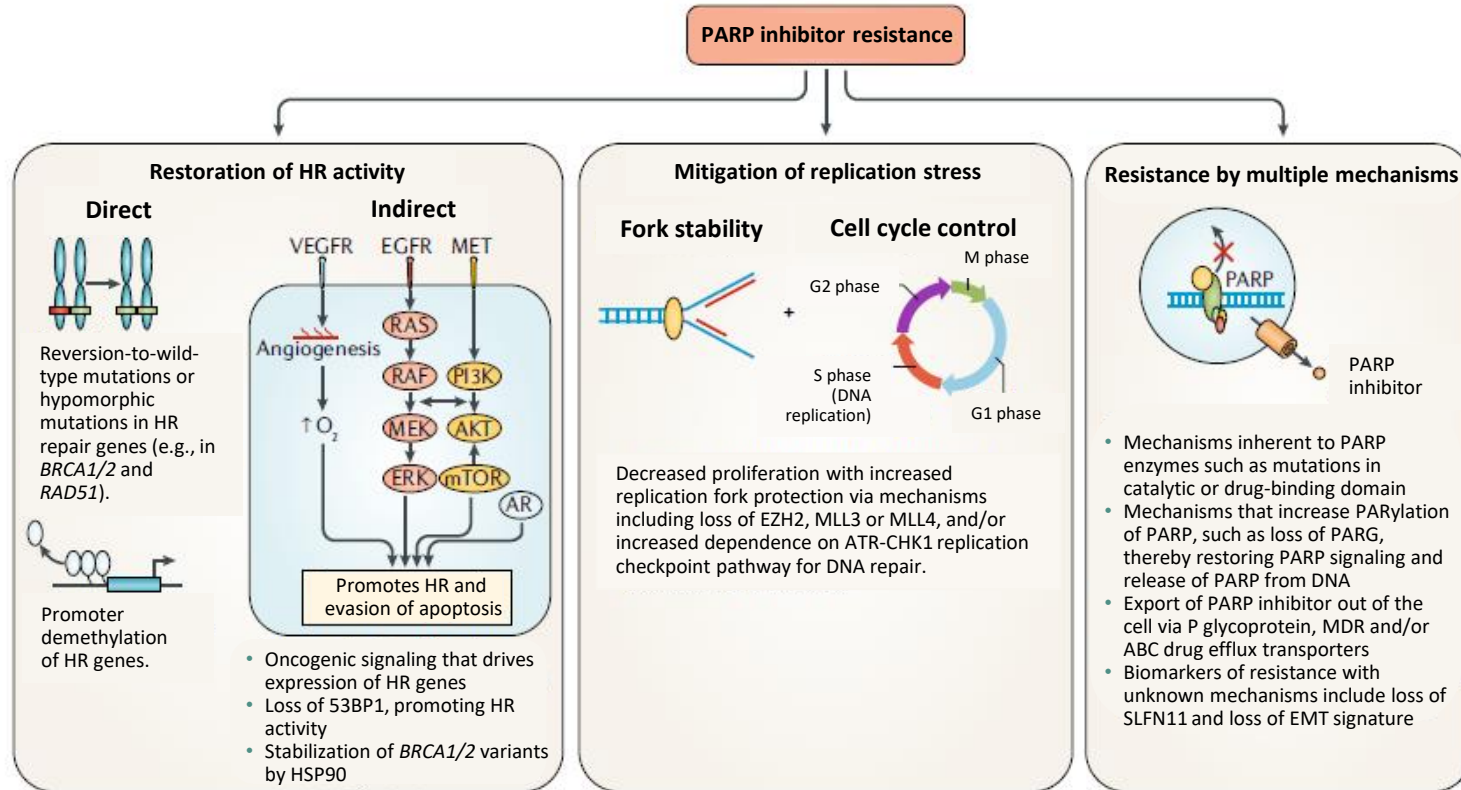 PARP inhibitor resistance
Restoration of HR activity
Direct
Indirect
VEGFR
EGFR
MET
Angiogenesis
↑ O2
RAS
RAF
MEK
ERK
PI3K
AKT
mTOR
AR
Promotes HR and
evasion of apoptosis
Reversion-to-wild-
type mutations or
hypomorphic
mutations in HR
repair genes (e.g., in
BRCA1/2 and
RAD51).
Promoter
demethylation
of HR genes.
• Oncogenic signaling that drives
expression of HR genes
• Loss of 53BP1, promoting HR
activity
• Stabilization of BRCA1/2 variants
by HSP90
Mitigation of replication stress
Fork stability
+
Cell cycle control
M phase
G2 phase
S phase
(DNA
replication)
G1 phase
Decreased proliferation with increased
replication fork protection via mechanisms
including loss of EZH2, MLL3 or MLL4, and/or
increased dependence on ATR-CHK1 replication
checkpoint pathway for DNA repair.
Resistance by multiple mechanisms
PARP
PARP
inhibitor
• Mechanisms inherent to PARP
enzymes such as mutations in
catalytic or drug-binding domain
• Mechanisms that increase PARylation
of PARP, such as loss of PARG,
thereby restoring PARP signaling and
release of PARP from DNA
• Export of PARP inhibitor out of the
cell via P glycoprotein, MDR and/or
ABC drug efflux transporters
• Biomarkers of resistance with
unknown mechanisms include loss of
SLFN11 and loss of EMT signature